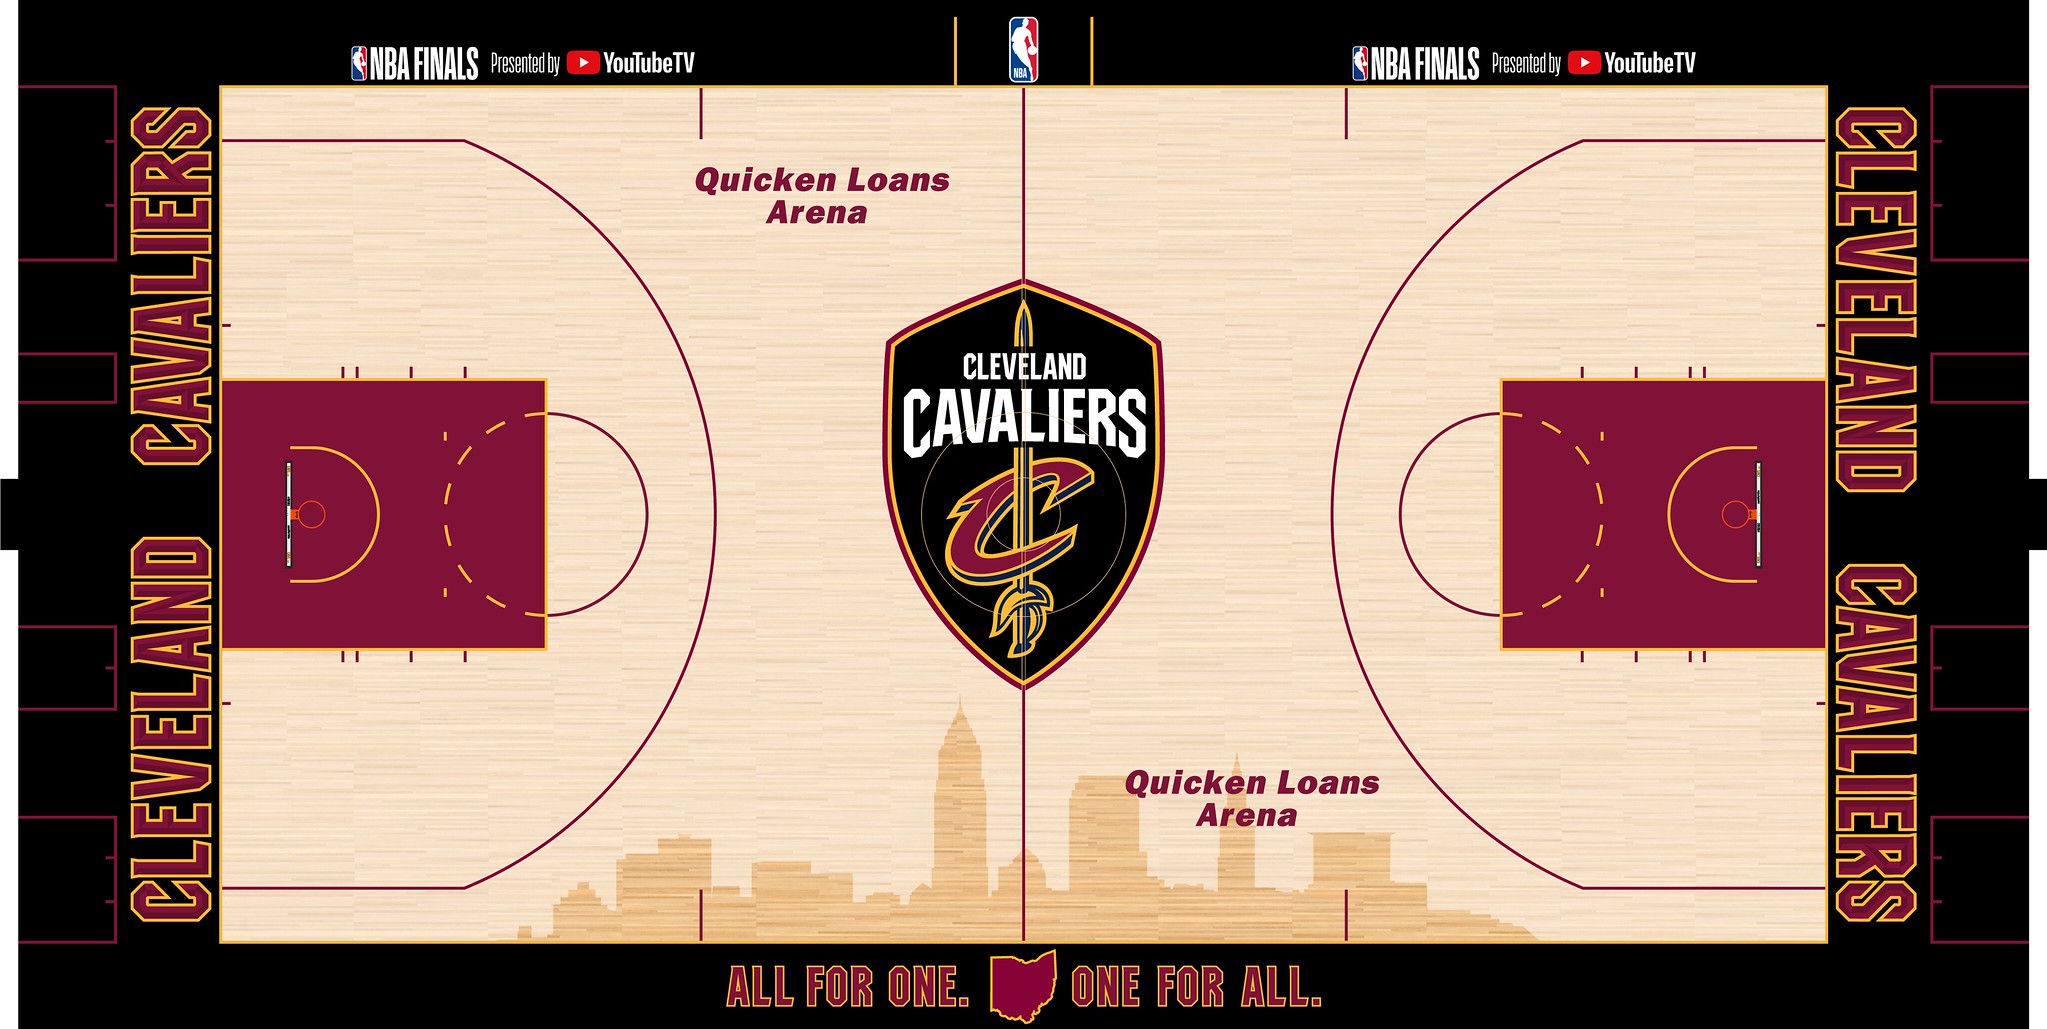 NBA FINALS Presented by YouTubeTV
NBA
NBA FINALS Presented by YouTubeTV
CLEVELAND CAVALIERS
CLEVELAND CAVALIERS
Quicken Loans
Arena
CLEVELAND
CAVALIERS
Quicken Loans
Arena
ALL FOR ONE. ONE FOR ALL.